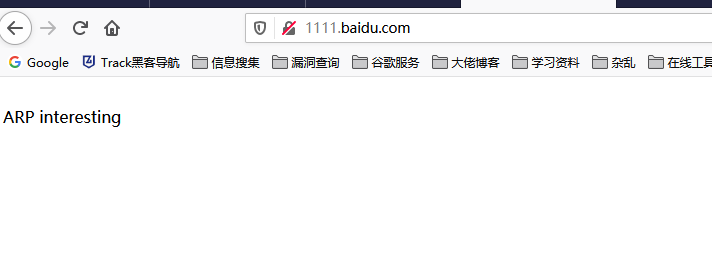 1111.baidu.com
Google Track黑客导航 信息搜集 漏洞查询 谷歌服务 大佬博客 学习资料 杂乱 在线工具
ARP interesting